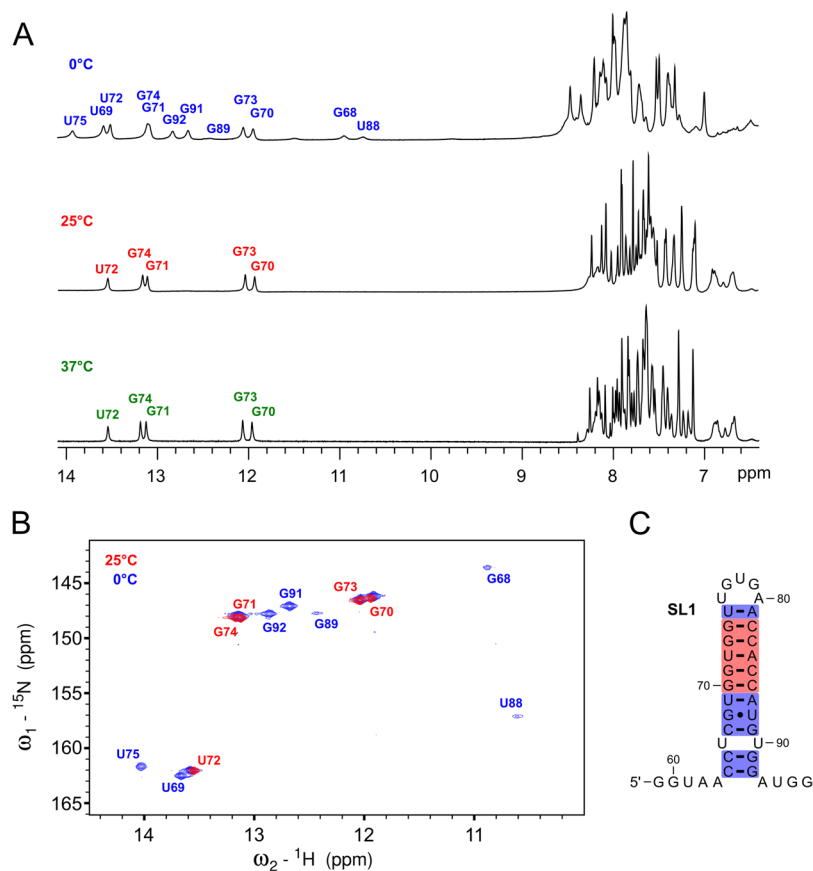 A
0°C
U75
U69
U72
G74
G71
G92
G91
G89
G73
G70
G68
U88
25°C
U72
G74
G71
G73
G70
37°C
U72
G74
G71
G73
G70
14 13 12 11 10 9 8 7 ppm
B
25°C
0°C
145
150
155
160
165
ω1 - 15N (ppm)
G68
G91
G73
G71
G70
G74
G92
G89
U88
U75
U72
U69
14 13 12 11
ω2 - 1H (ppm)
C
SL1
U
G G
U A – 80
U – A
G – C
G – C
U – A
G – C
70 – G – C
U – A
G • U
C – G
U U – 90
C – G
C – G
60
5'–GGUAA AUGG